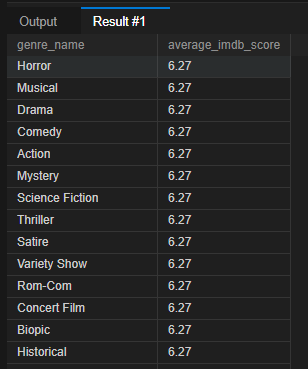 Output Result #1
genre_name average_imdb_score
Horror 6.27
Musical 6.27
Drama 6.27
Comedy 6.27
Action 6.27
Mystery 6.27
Science Fiction 6.27
Thriller 6.27
Satire 6.27
Variety Show 6.27
Rom-Com 6.27
Concert Film 6.27
Biopic 6.27
Historical 6.27